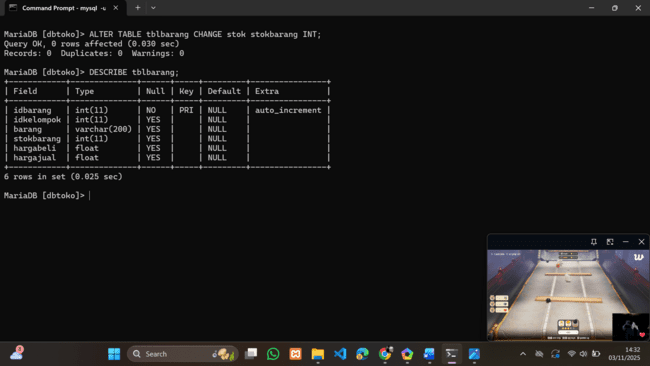 Command Prompt - mysql -u
MariaDB [dbtoko]> ALTER TABLE tblbarang CHANGE stok stokbarang INT;
Query OK, 0 rows affected (0.030 sec)
Records: 0  Duplicates: 0  Warnings: 0
MariaDB [dbtoko]> DESCRIBE tblbarang;
+------------+--------------+------+-----+---------+----------------+
| Field      | Type         | Null | Key | Default | Extra          |
+------------+--------------+------+-----+---------+----------------+
| idbarang   | int(11)      | NO   | PRI | NULL    | auto_increment |
| idkelompok | int(11)      | YES  |     | NULL    |                |
| barang     | varchar(200) | YES  |     | NULL    |                |
| stokbarang | int(11)      | YES  |     | NULL    |                |
| hargabeli  | float        | YES  |     | NULL    |                |
| hargajual  | float        | YES  |     | NULL    |                |
+------------+--------------+------+-----+---------+----------------+
6 rows in set (0.025 sec)
MariaDB [dbtoko]>
Search
14:32
03/11/2025